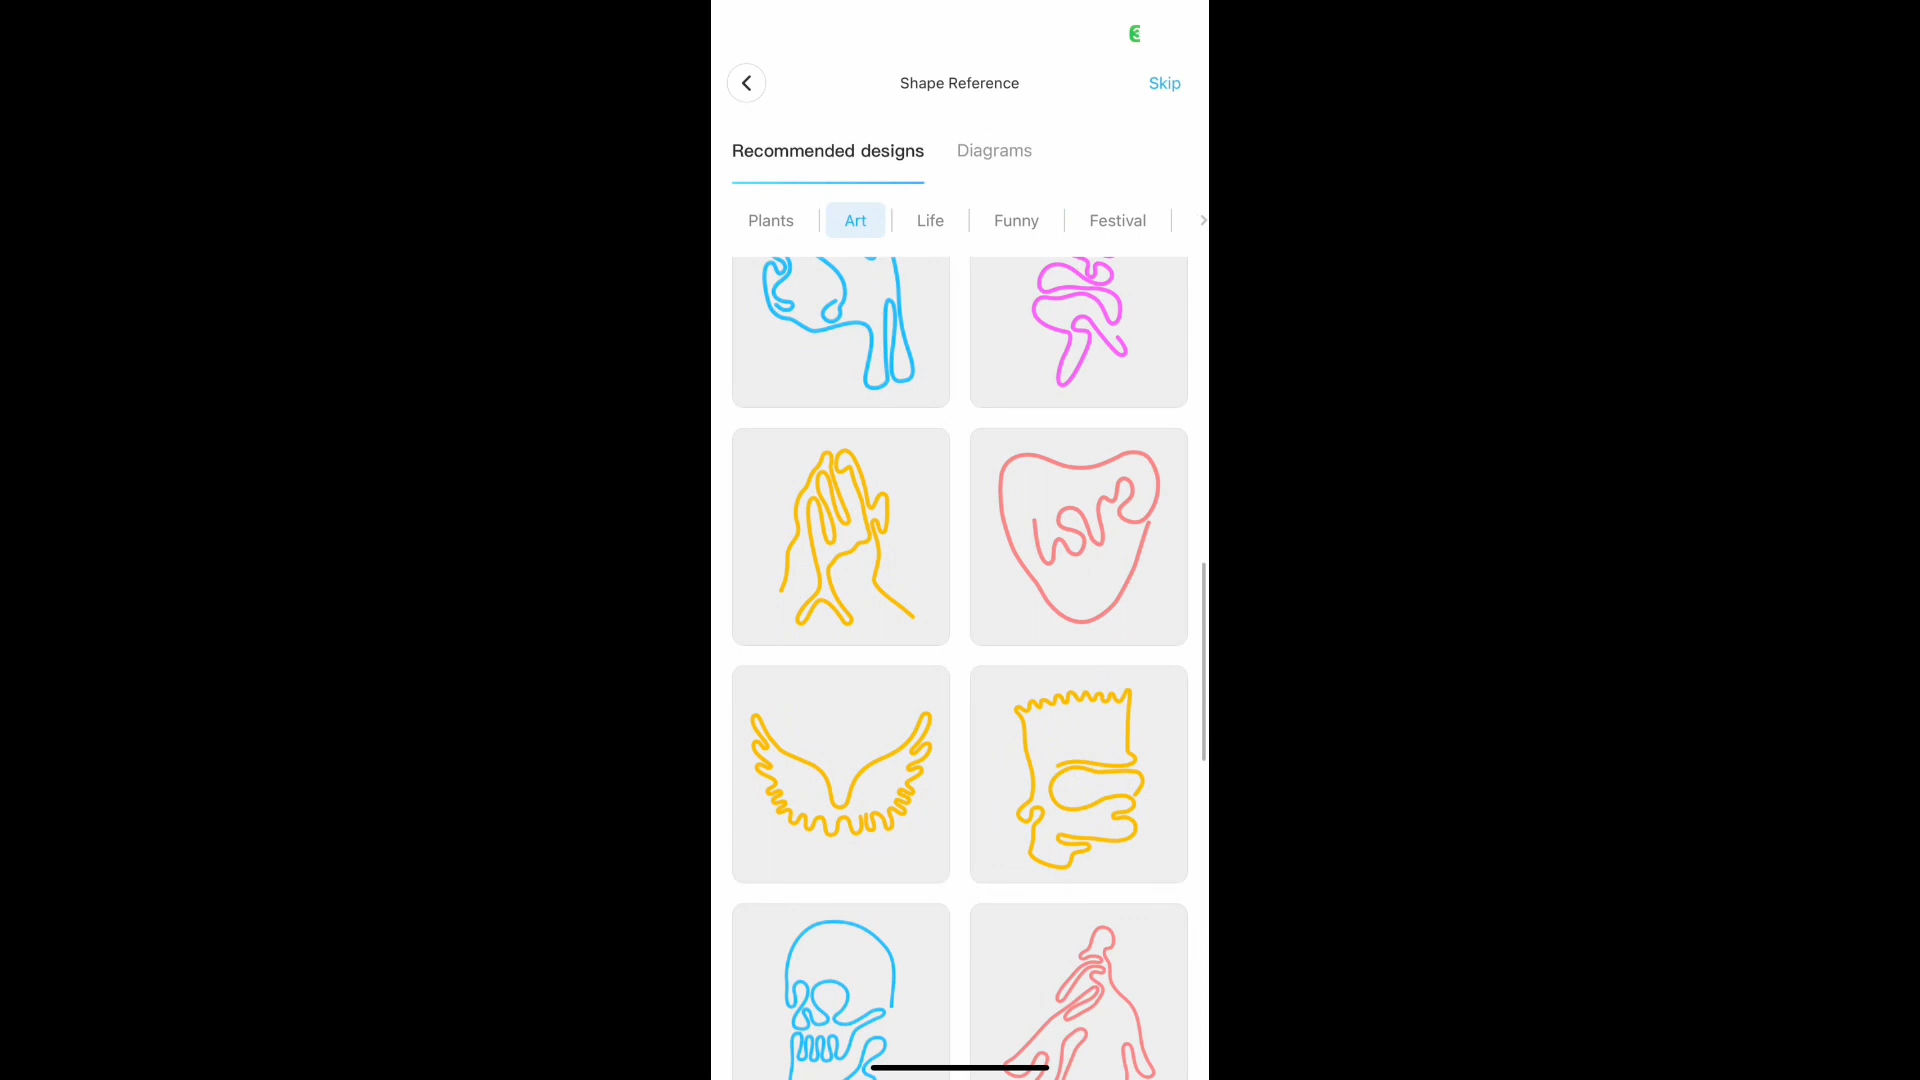 Shape Reference
Skip
Recommended designs
Diagrams
Plants
Art
Life
Funny
Festival